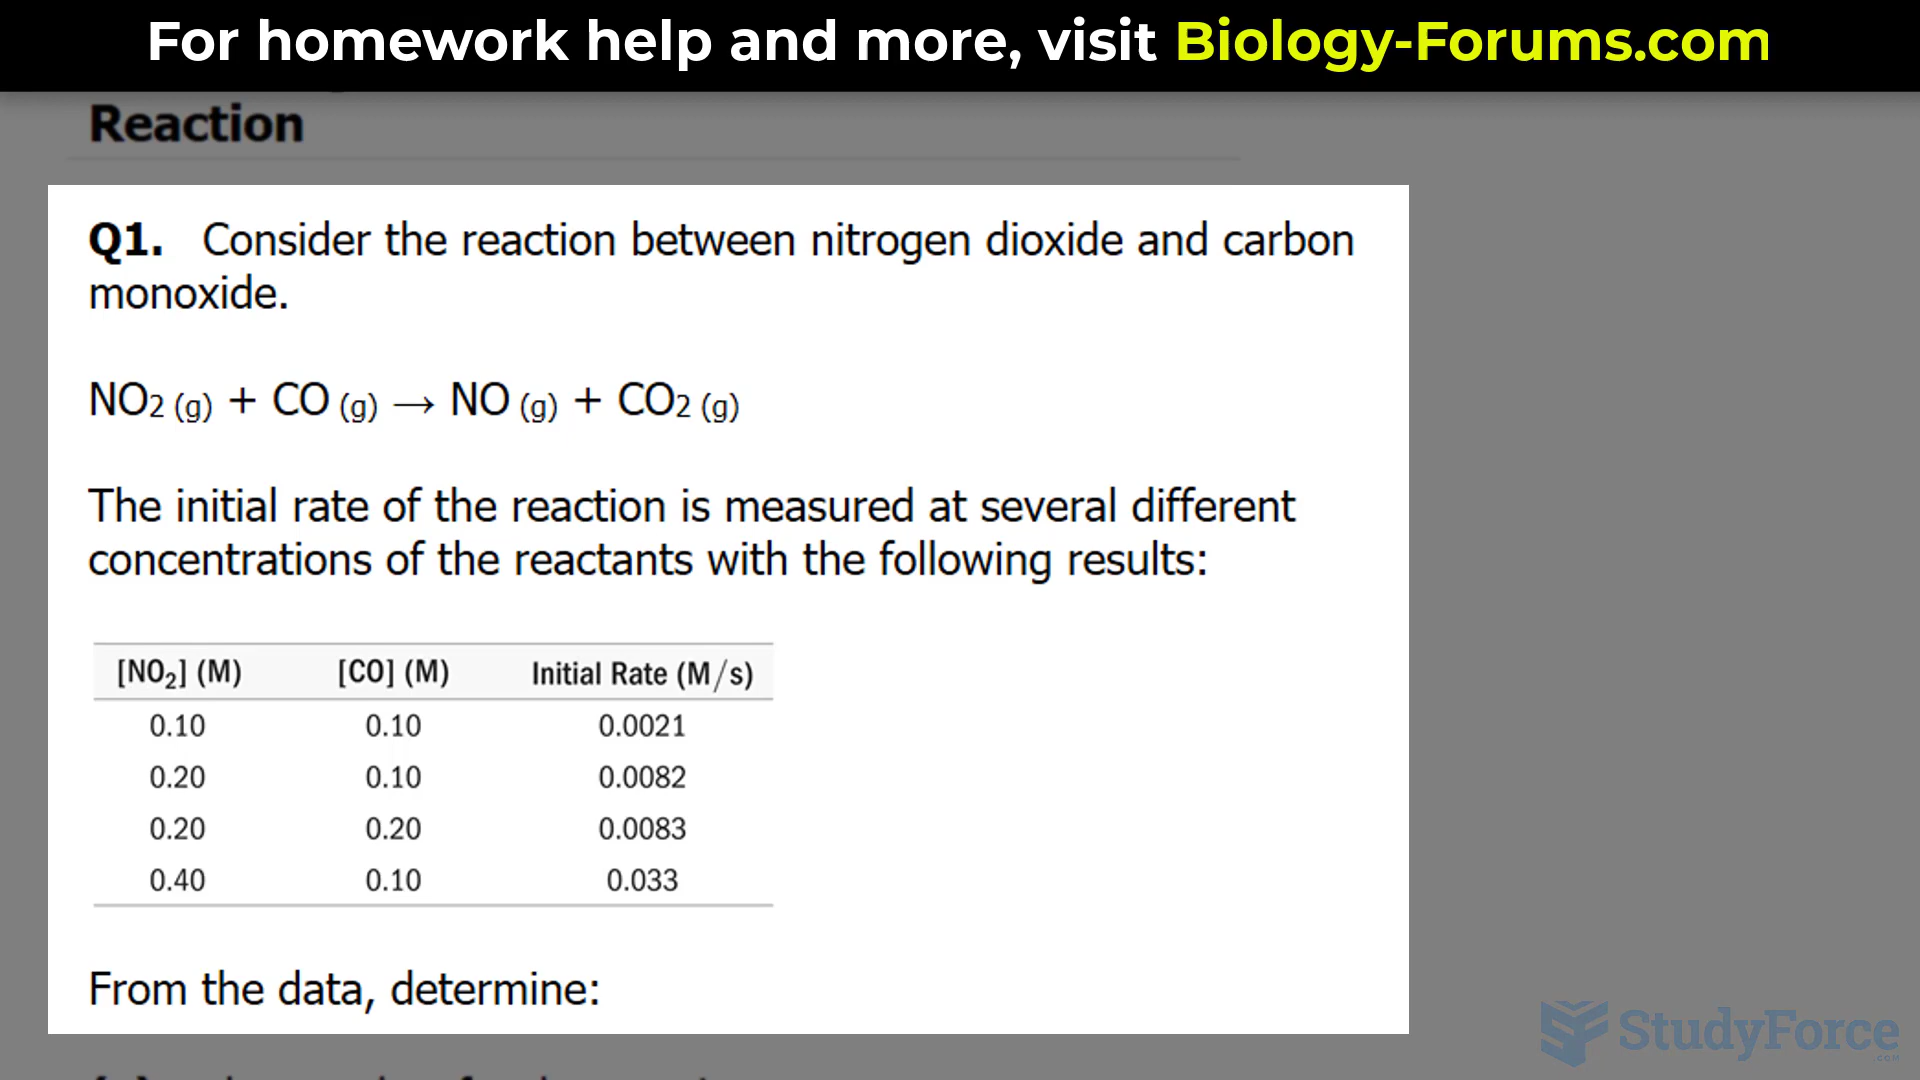 For homework help and more, visit Biology-Forums.com
Reaction
Q1. Consider the reaction between nitrogen dioxide and carbon
monoxide.
NO2 (g) + CO (g) → NO (g) + CO2 (g)
The initial rate of the reaction is measured at several different
concentrations of the reactants with the following results:
[NO₂] (M) [CO] (M) Initial Rate (M/s)
0.10 0.10 0.0021
0.20 0.10 0.0082
0.20 0.20 0.0083
0.40 0.10 0.033
From the data, determine:
StudyForce
.COM